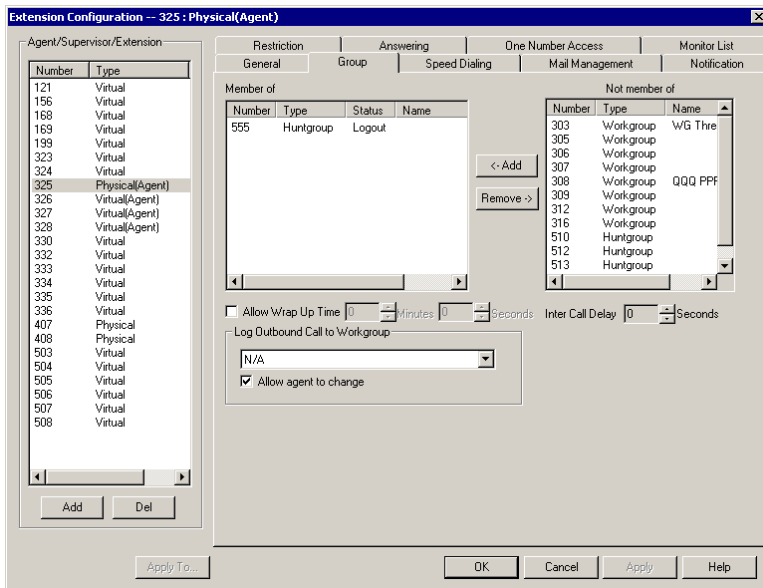 Extension Configuration -- 325 : Physical(Agent)
Agent/Supervisor/Extension
Number Type
121 Virtual
156 Virtual
168 Virtual
169 Virtual
199 Virtual
323 Virtual
324 Virtual
325 Physical(Agent)
326 Virtual(Agent)
327 Virtual(Agent)
328 Virtual(Agent)
330 Virtual
332 Virtual
333 Virtual
334 Virtual
335 Virtual
336 Virtual
407 Physical
408 Physical
503 Virtual
504 Virtual
505 Virtual
506 Virtual
507 Virtual
508 Virtual
Add Del
Restriction Answering One Number Access Monitor List
General Group Speed Dialing Mail Management Notification
Member of
Number Type Status Name
555 Huntgroup Logout
<- Add
Remove ->
Not member of
Number Type Name
303 Workgroup WG Thre
305 Workgroup
306 Workgroup
307 Workgroup
308 Workgroup QQQ PPF
309 Workgroup
312 Workgroup
316 Workgroup
510 Huntgroup
512 Huntgroup
513 Huntgroup
Allow Wrap Up Time 0 Minutes 0 Seconds Inter Call Delay 0 Seconds
Log Outbound Call to Workgroup
N/A
Allow agent to change
Apply To... OK Cancel Apply Help